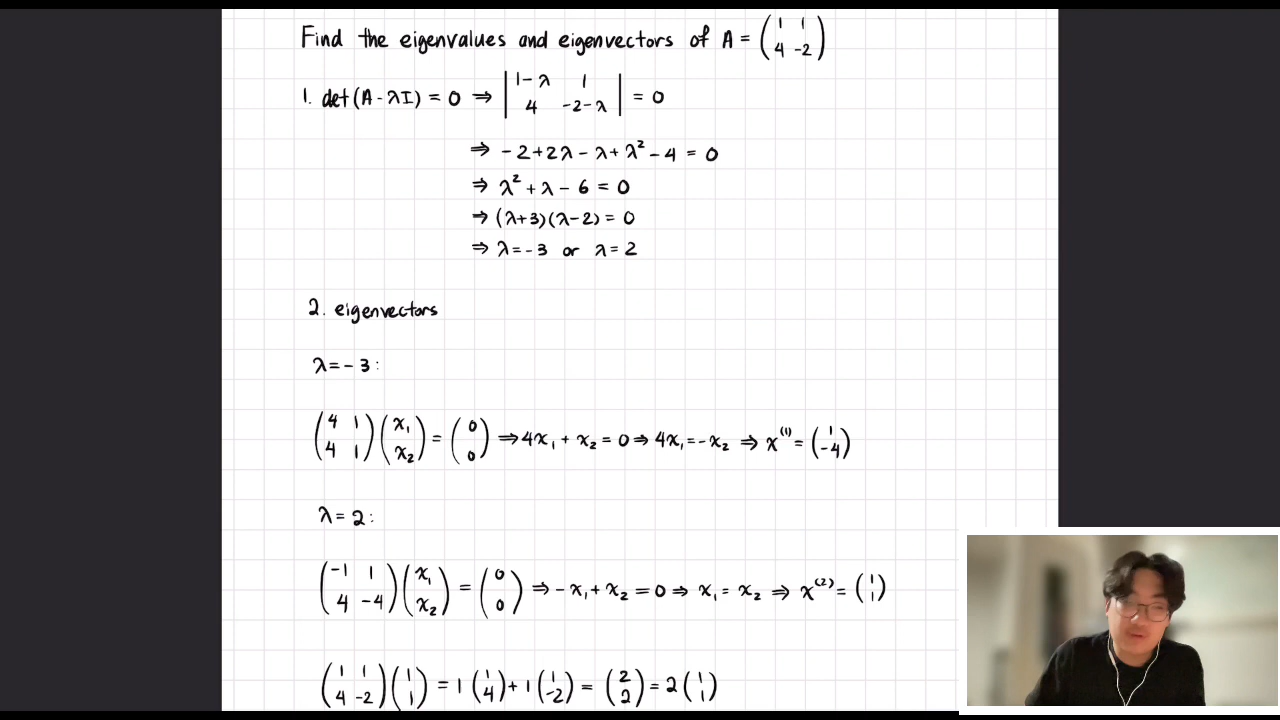 Find the eigenvalues and eigenvectors of A = (1 1
4 -2)
1. det(A - λI) = 0 ⇒ |1-λ 1
4 -2-λ| = 0
⇒ -2+2λ-λ+λ²-4 = 0
⇒ λ²+λ-6 = 0
⇒ (λ+3)(λ-2) = 0
⇒ λ=-3 or λ=2
2. eigenvectors
λ=-3:
(4 1
4 1)(x₁
x₂) = (0
0) ⇒ 4x₁ + x₂ = 0 ⇒ 4x₁ = -x₂ ⇒ x⁽¹⁾ = (1
-4)
λ=2:
(-1 1
4 -4)(x₁
x₂) = (0
0) ⇒ -x₁ + x₂ = 0 ⇒ x₁ = x₂ ⇒ x⁽²⁾ = (1
1)
(1 1
4 -2)(1
1) = 1(1
4) + 1(1
-2) = (2
2) = 2(1
1)